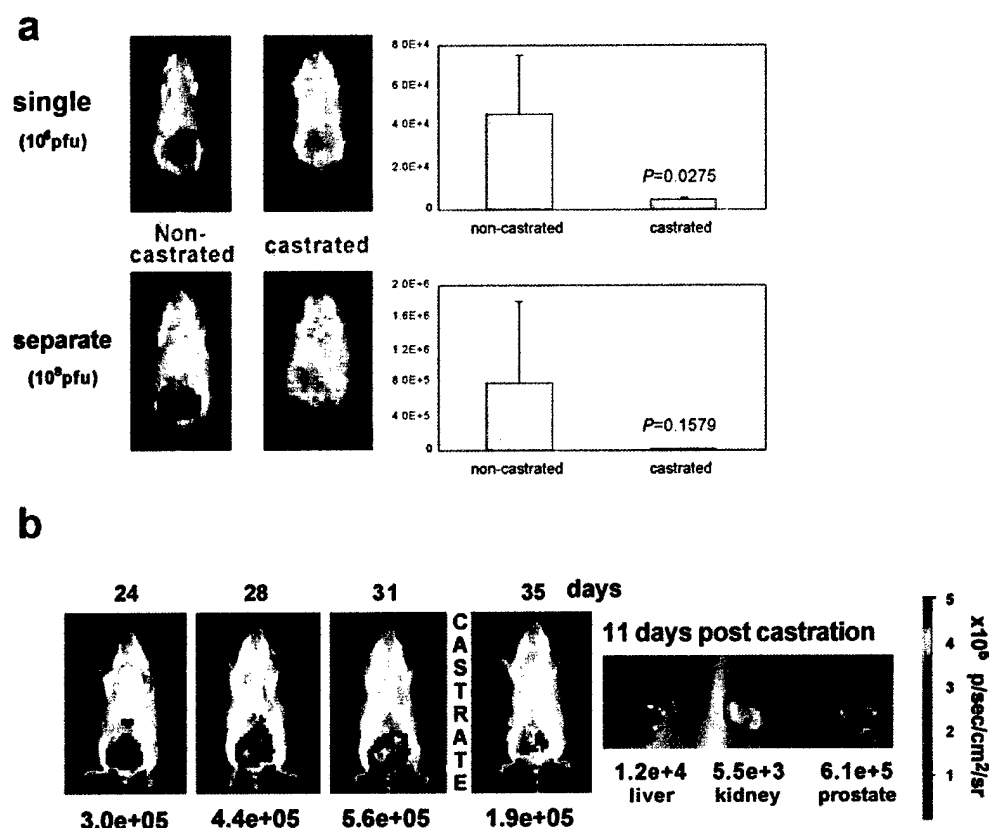 a
single
(10⁶pfu)
8.0E+4
6.0E+4
4.0E+4
2.0E+4
0
P=0.0275
non-castrated
castrated
Non-
castrated
castrated
separate
(10⁸pfu)
2.0E+6
1.6E+6
1.2E+6
8.0E+5
4.0E+5
0
P=0.1579
non-castrated
castrated
b
24 28 31 35 days
CASTRATE
3.0e+05 4.4e+05 5.6e+05 1.9e+05
11 days post castration
1.2e+4 5.5e+3 6.1e+5
liver kidney prostate
5
4
3
2
1
p/sec/cm²/sr